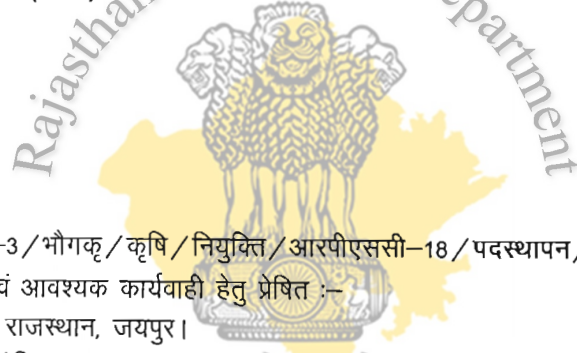 Rajasthan
partment
-3/भौगकृ/कृषि/नियुक्ति/आरपीएससी-18/पदस्थापन/
वं आवश्यक कार्यवाही हेतु प्रेषित :-
राजस्थान, जयपुर।